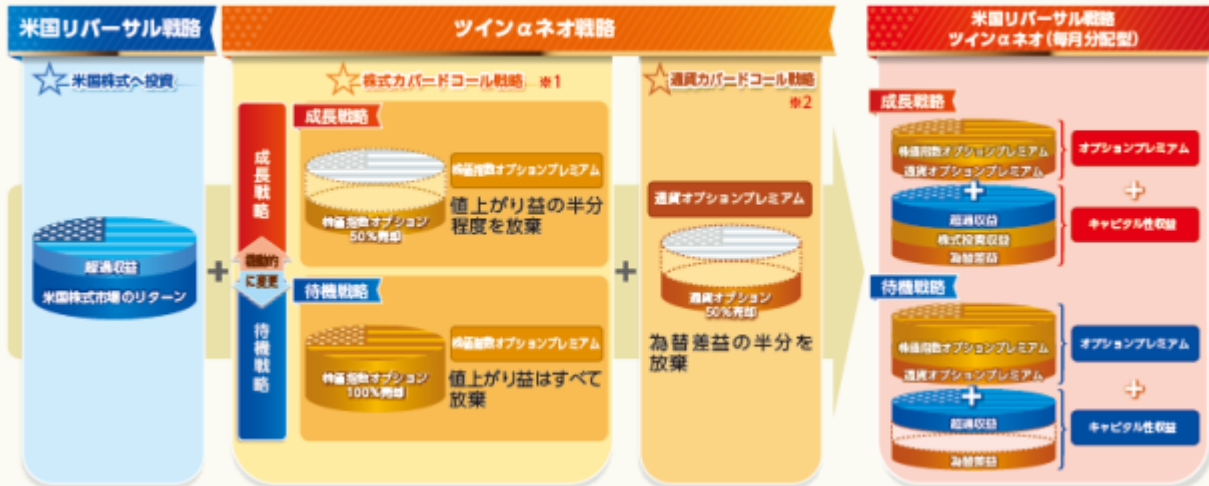 米国リバーサル戦略
ツインαネオ戦略
米国リバーサル戦略
ツインαネオ(毎月分配型)
米国株式へ投資
超過収益
米国株式市場のリターン
+
株式カバードコール戦略 ※1
成長戦略
機動的
に変更
待機戦略
成長戦略
株価指数オプション
50%売却
株価指数オプションプレミアム
値上がり益の半分
程度を放棄
待機戦略
株価指数オプション
100%売却
株価指数オプションプレミアム
値上がり益はすべて
放棄
+
通貨カバードコール戦略
※2
通貨オプションプレミアム
通貨オプション
50%売却
為替差益の半分を
放棄
成長戦略
株価指数オプションプレミアム
通貨オプションプレミアム
+
超過収益
株式投資収益
為替差益
オプションプレミアム
+
キャピタル性収益
待機戦略
株価指数オプションプレミアム
通貨オプションプレミアム
+
超過収益
為替差益
オプションプレミアム
+
キャピタル性収益